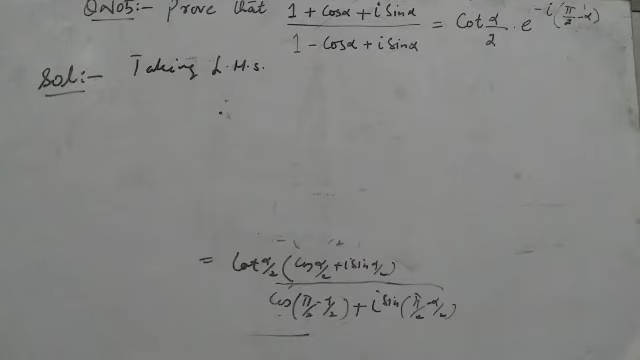 QNo5:- Prove that (1 + Cosα + i Sinα)/(1 - Cosα + i Sinα) = Cot α/2 . e^{-i(π/2 - α)}
Sol:- Taking L.H.S.
= Cot α/2 (Cos α/2 + i Sin α/2)/(Cos(π/2 - α/2) + i Sin(π/2 - α/2))